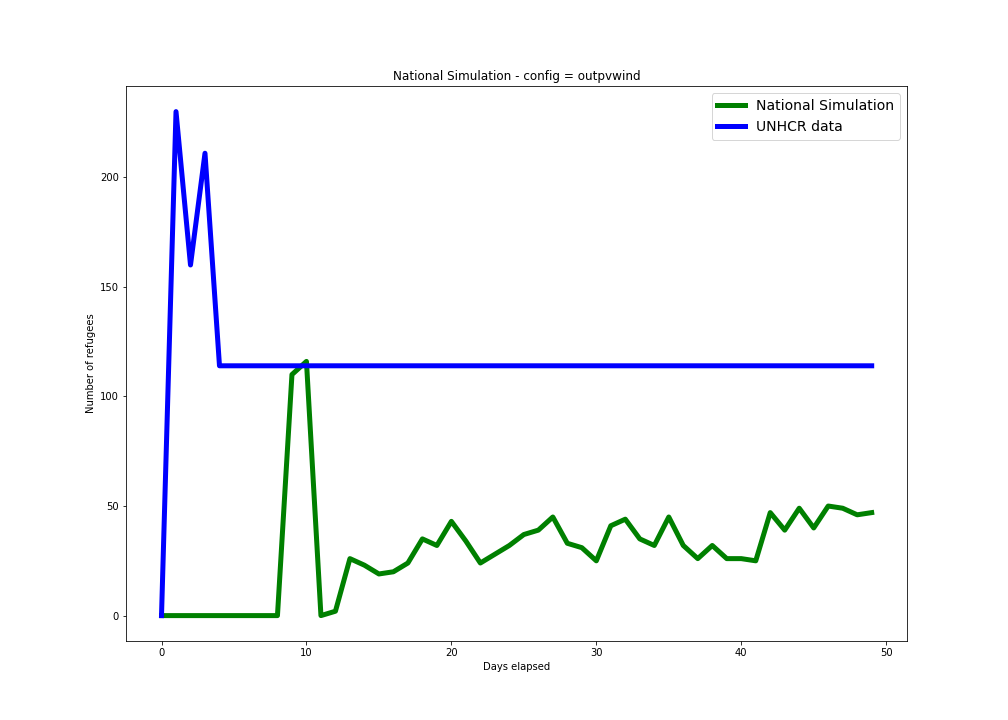 National Simulation - config = outpvwind
National Simulation
UNHCR data
200
150
100
50
0
Number of refugees
0 10 20 30 40 50
Days elapsed